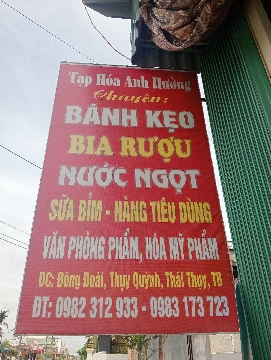 Tạp Hóa Anh Hường
Chuyên:
BÁNH KẸO
BIA RƯỢU
NƯỚC NGỌT
SỮA BỈM - HÀNG TIÊU DÙNG
VĂN PHÒNG PHẨM, HÓA MỸ PHẨM
ĐC: Đông Đoài, Thụy Quỳnh, Thái Thụy, TB
ĐT: 0982 312 933 - 0983 173 723